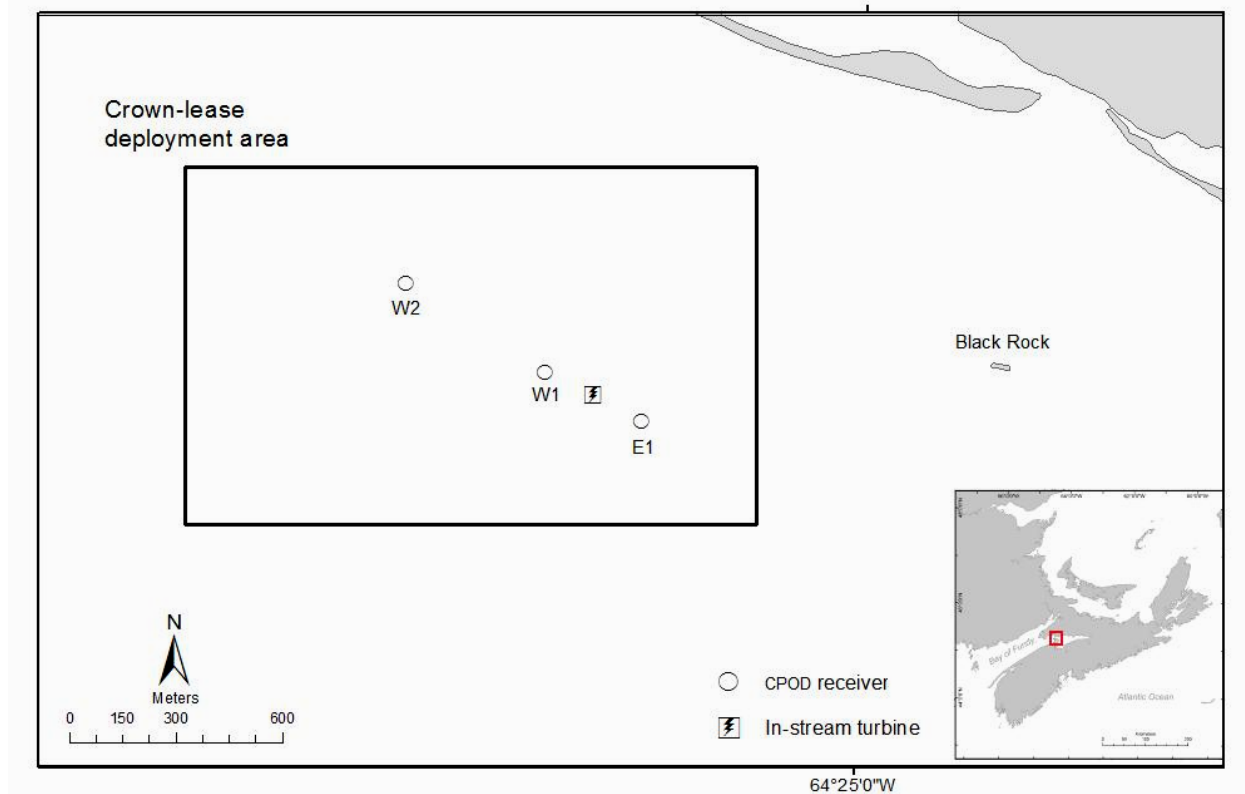 Crown-lease
deployment area
W2
Black Rock
W1
E1
N
Meters
0 150 300 600
CPOD receiver
In-stream turbine
Bay of Fundy
Atlantic Ocean
64°25'0"W